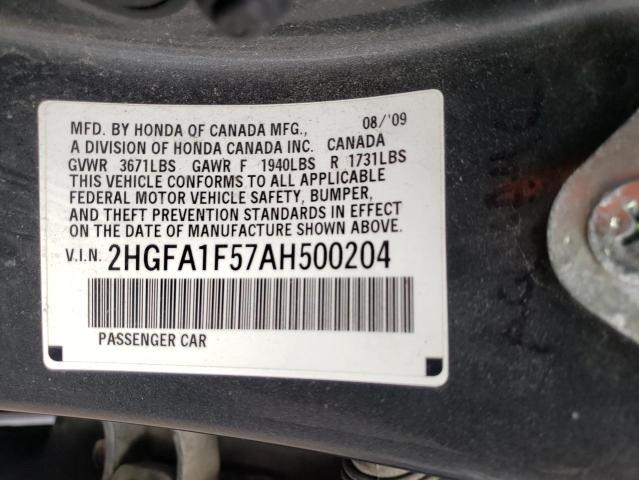 MFD. BY HONDA OF CANADA MFG., 08/'09
A DIVISION OF HONDA CANADA INC. CANADA
GVWR 3671LBS GAWR F 1940LBS R 1731LBS
THIS VEHICLE CONFORMS TO ALL APPLICABLE
FEDERAL MOTOR VEHICLE SAFETY, BUMPER,
AND THEFT PREVENTION STANDARDS IN EFFECT
ON THE DATE OF MANUFACTURE SHOWN ABOVE.
V.I.N. 2HGFA1F57AH500204
PASSENGER CAR